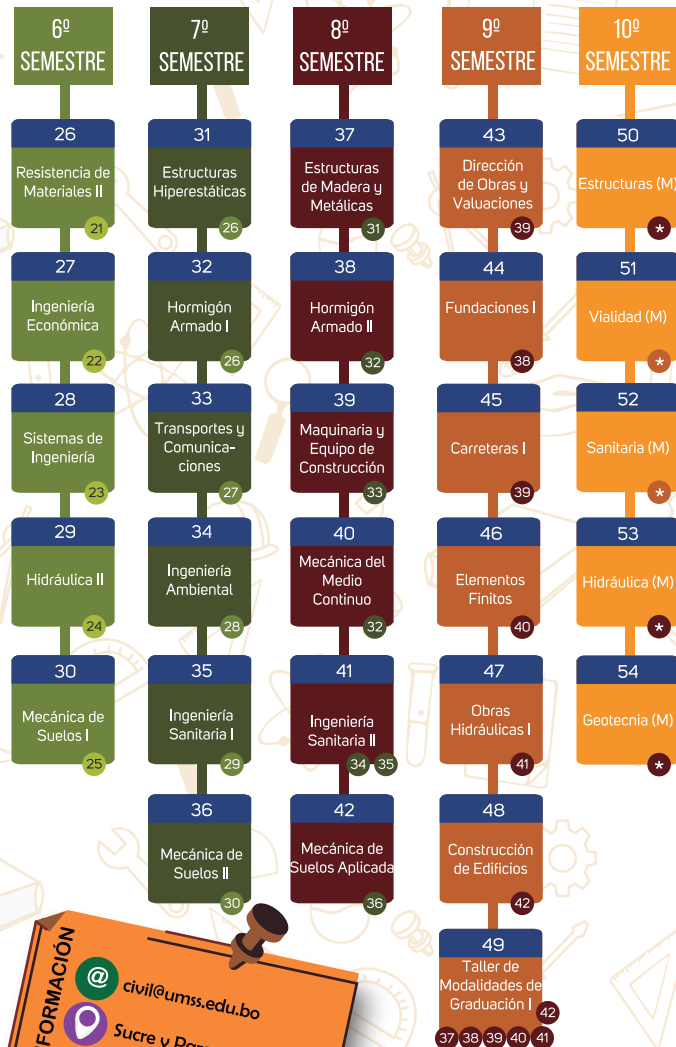 6º
SEMESTRE
26
Resistencia de
Materiales II
21
27
Ingeniería
Económica
22
28
Sistemas de
Ingeniería
23
29
Hidráulica II
24
30
Mecánica de
Suelos I
25
7º
SEMESTRE
31
Estructuras
Hiperestáticas
26
32
Hormigón
Armado I
26
33
Transportes y
Comunica-
ciones
27
34
Ingeniería
Ambiental
28
35
Ingeniería
Sanitaria I
29
36
Mecánica de
Suelos II
30
8º
SEMESTRE
37
Estructuras
de Madera y
Metálicas
31
38
Hormigón
Armado II
32
39
Maquinaria y
Equipo de
Construcción
33
40
Mecánica del
Medio
Continuo
32
41
Ingeniería
Sanitaria II
34 35
42
Mecánica de
Suelos Aplicada
36
9º
SEMESTRE
43
Dirección
de Obras y
Valuaciones
39
44
Fundaciones I
38
45
Carreteras I
39
46
Elementos
Finitos
40
47
Obras
Hidráulicas I
41
48
Construcción
de Edificios
42
49
Taller de
Modalidades de
Graduación I
42
37 38 39 40 41
10º
SEMESTRE
50
Estructuras (M)
*
51
Vialidad (M)
*
52
Sanitaria (M)
*
53
Hidráulica (M)
*
54
Geotecnia (M)
*
FORMACIÓN
@ civil@umss.edu.bo
Sucre y